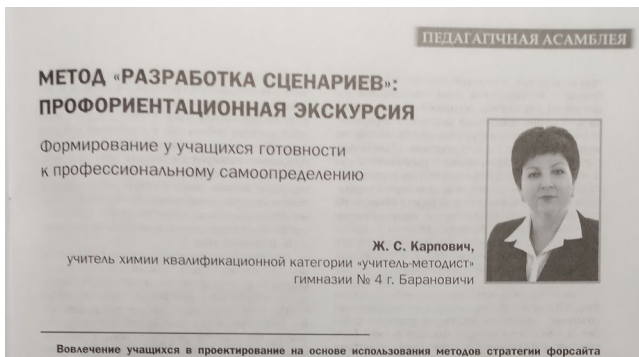 ПЕДАГАГІЧНАЯ АСАМБЛЕЯ
МЕТОД «РАЗРАБОТКА СЦЕНАРИЕВ»:
ПРОФОРИЕНТАЦИОННАЯ ЭКСКУРСИЯ
Формирование у учащихся готовности
к профессиональному самоопределению
Ж. С. Карпович,
учитель химии квалификационной категории «учитель-методист»
гимназии № 4 г. Барановичи
Вовлечение учащихся в проектирование на основе использования методов стратегии форсайта